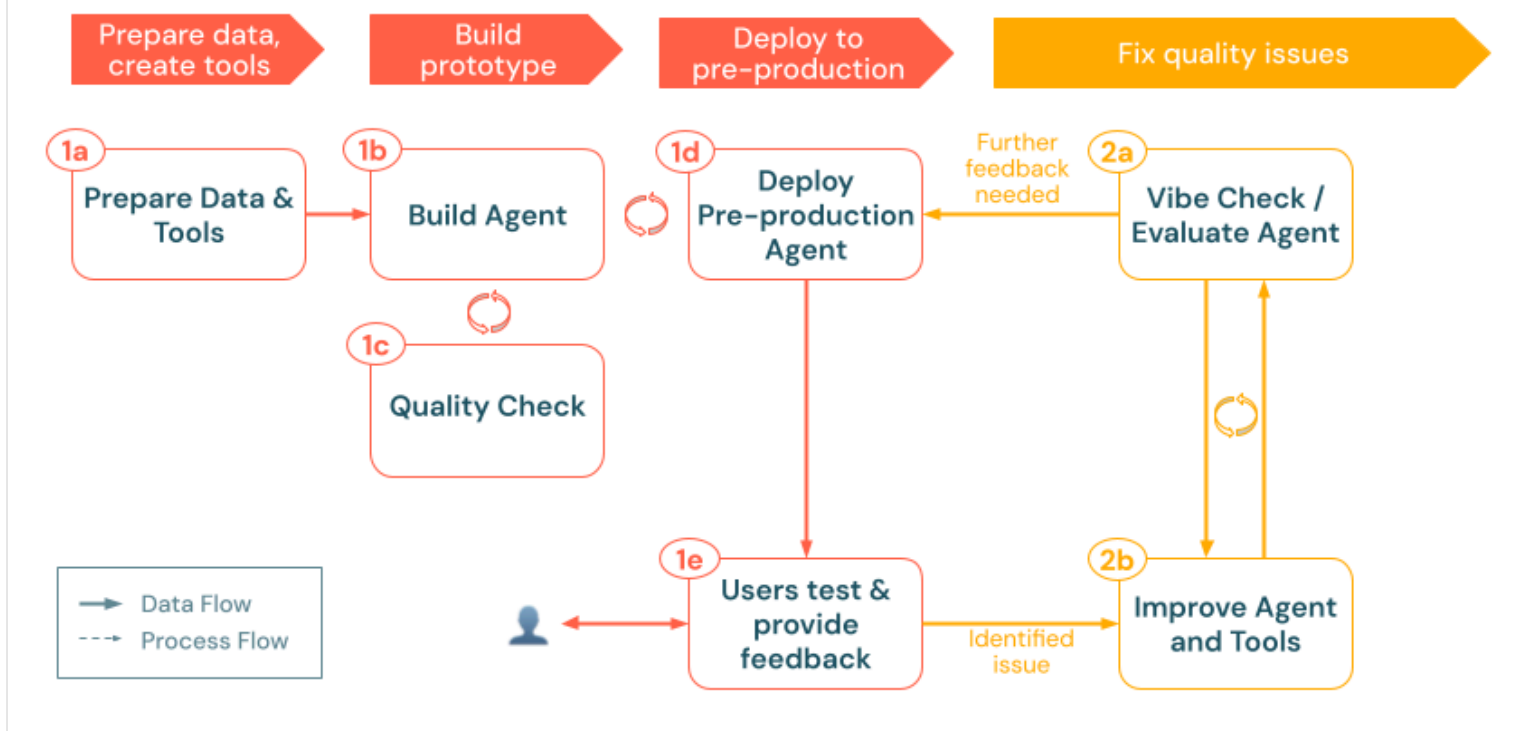 Prepare data,
create tools
Build
prototype
Deploy to
pre-production
Fix quality issues
1a
Prepare Data &
Tools
1b
Build Agent
1c
Quality Check
1d
Deploy
Pre-production
Agent
Further
feedback
needed
2a
Vibe Check /
Evaluate Agent
1e
Users test &
provide
feedback
Identified
issue
2b
Improve Agent
and Tools
Data Flow
Process Flow